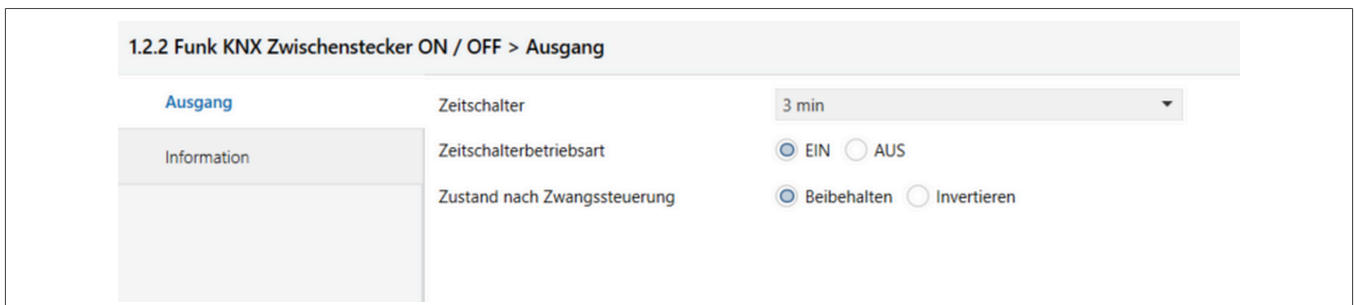 1.2.2 Funk KNX Zwischenstecker ON / OFF > Ausgang
Ausgang
Information
Zeitschalter 3 min
Zeitschalterbetriebsart EIN AUS
Zustand nach Zwangssteuerung Beibehalten Invertieren